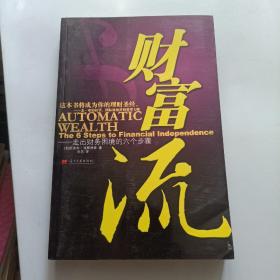 财富流
这本书将成为你的理财圣经。
AUTOMATIC
WEALTH
The 6 Steps to Financial Independence
——走出财务困境的六个步骤